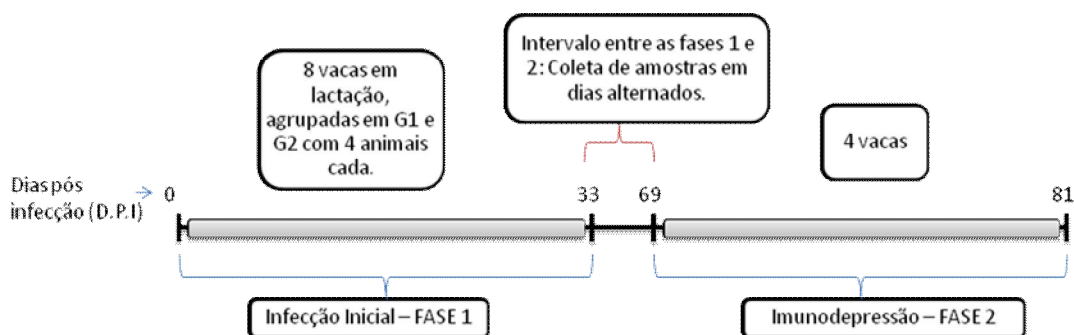 8 vacas em
lactação,
agrupadas em G1 e
G2 com 4 animais
cada.
Intervalo entre as fases 1 e
2: Coleta de amostras em
dias alternados.
4 vacas
Dias pós
infecção (D.P.I)
0
33
69
81
Infecção Inicial – FASE 1
Imunodepressão – FASE 2